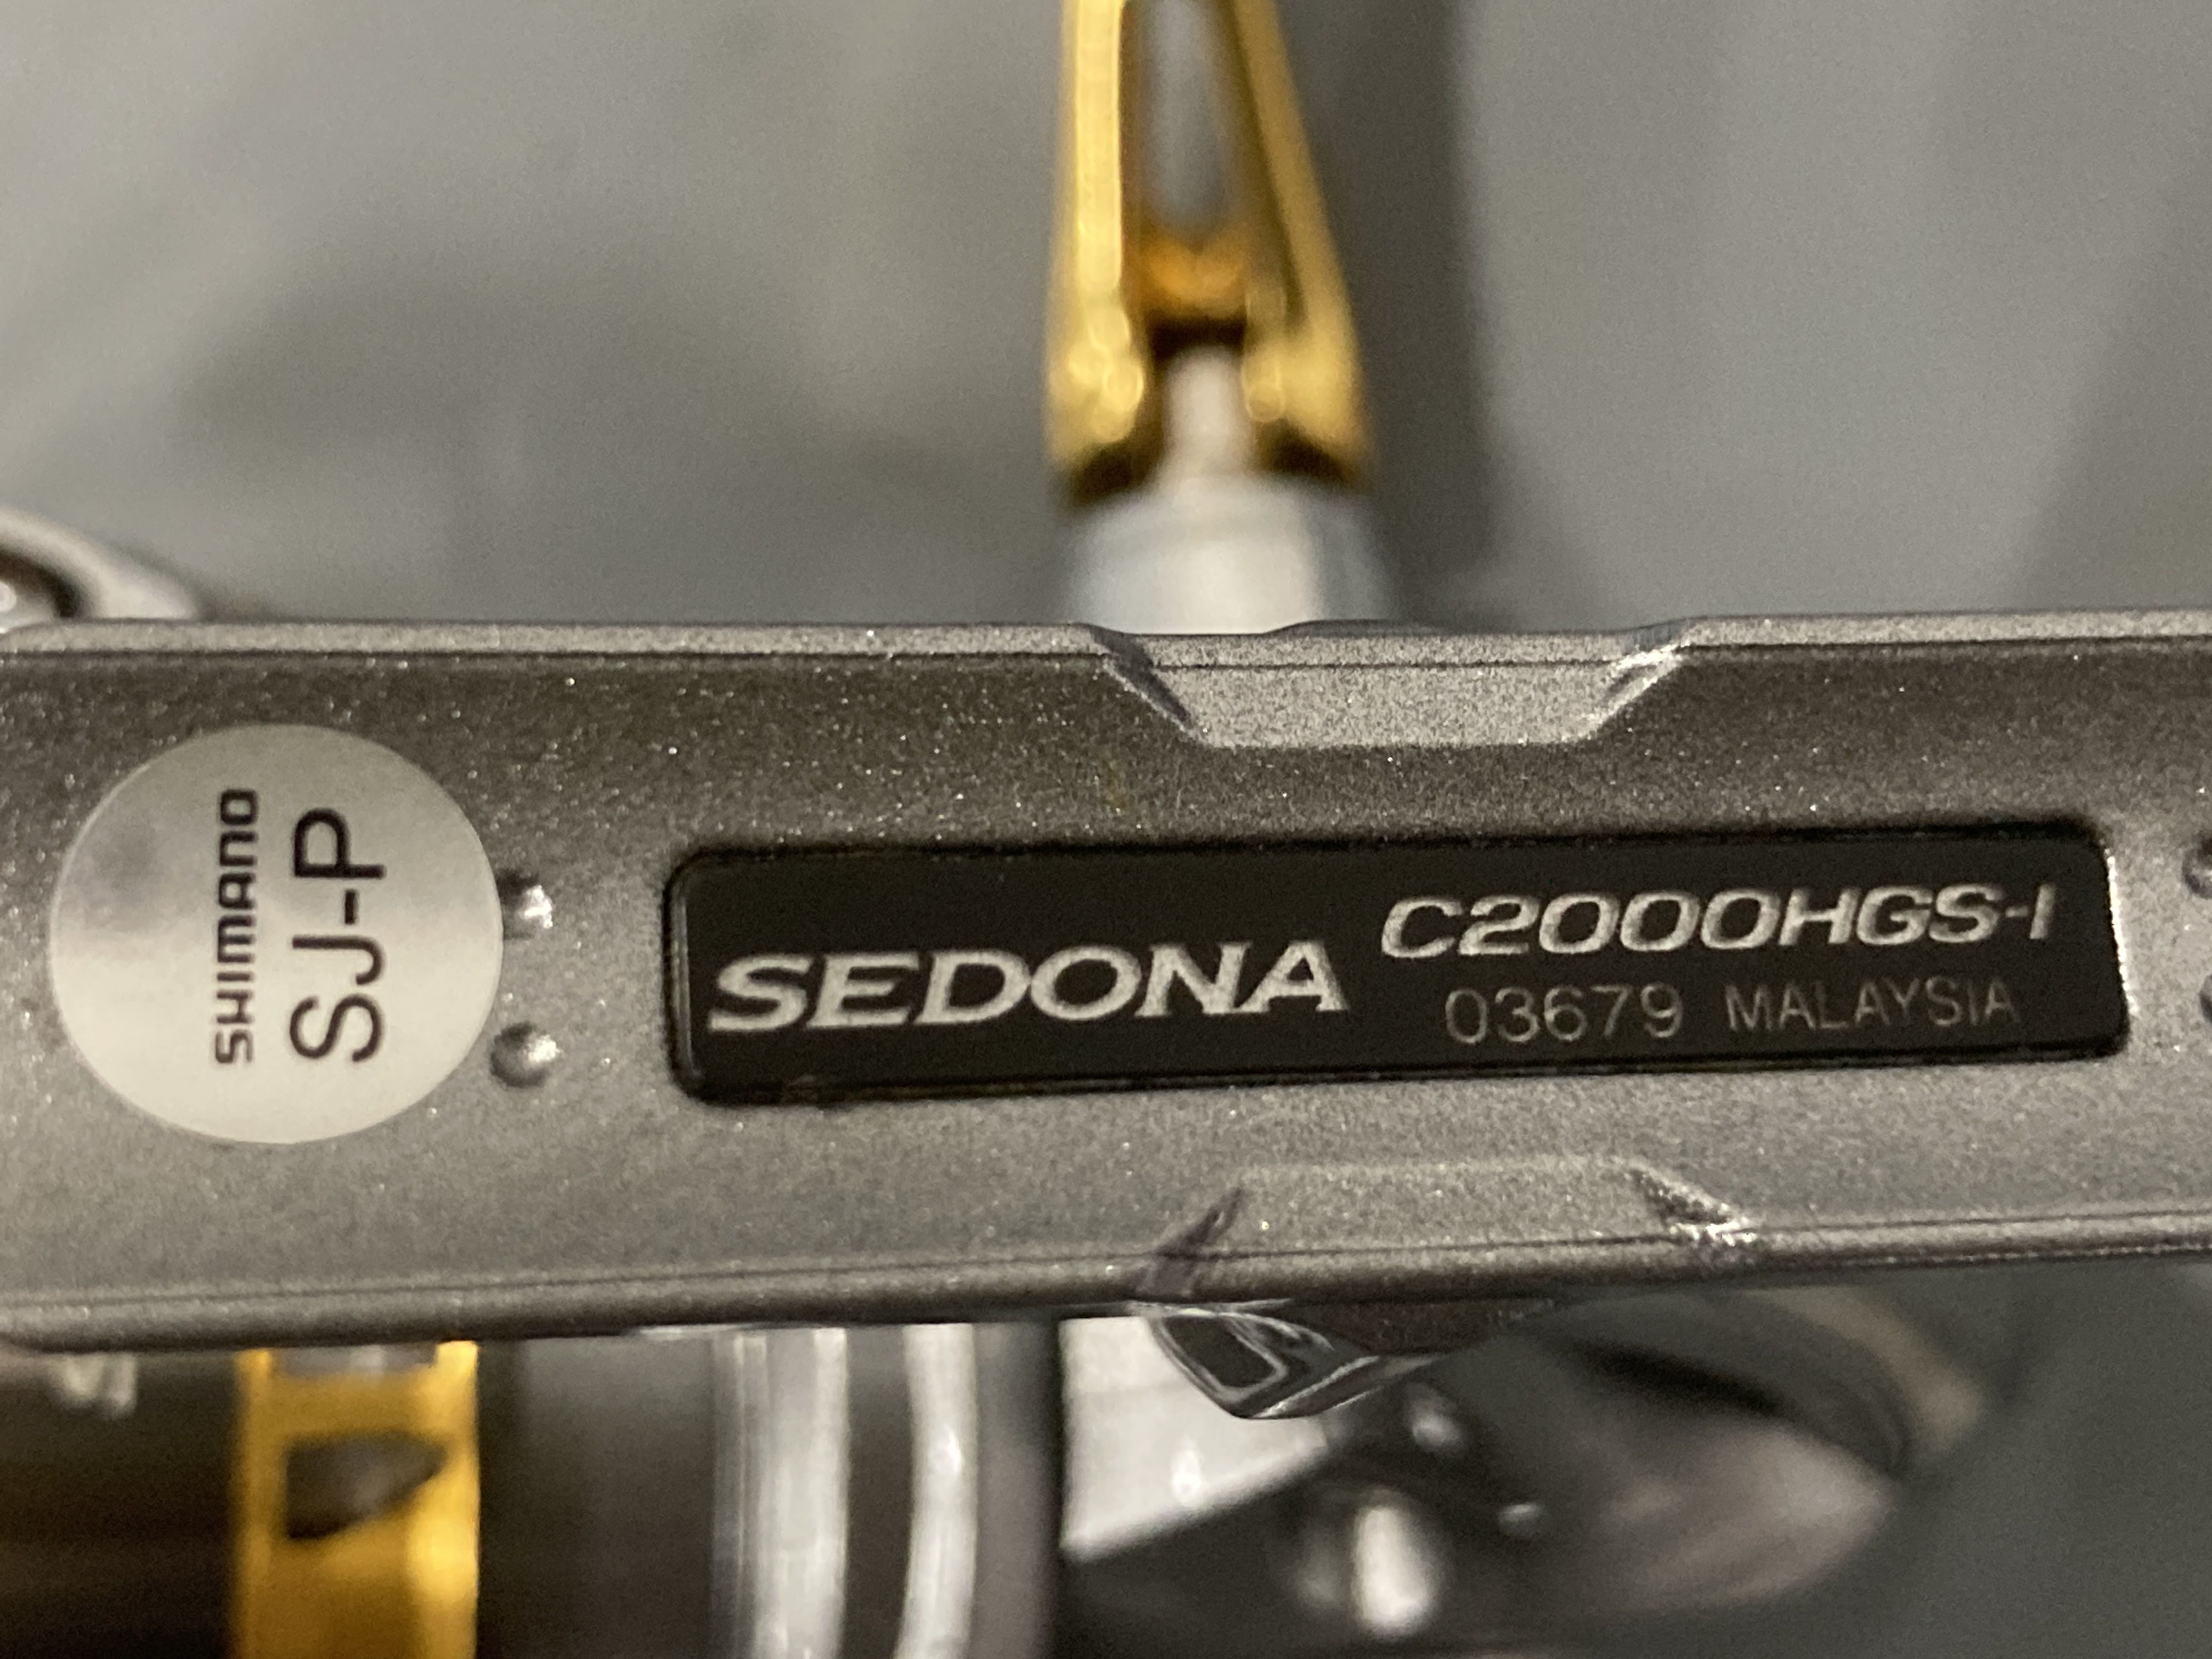 SHIMANO
SJ-P
SEDONA C2000HGS-I
03679 MALAYSIA